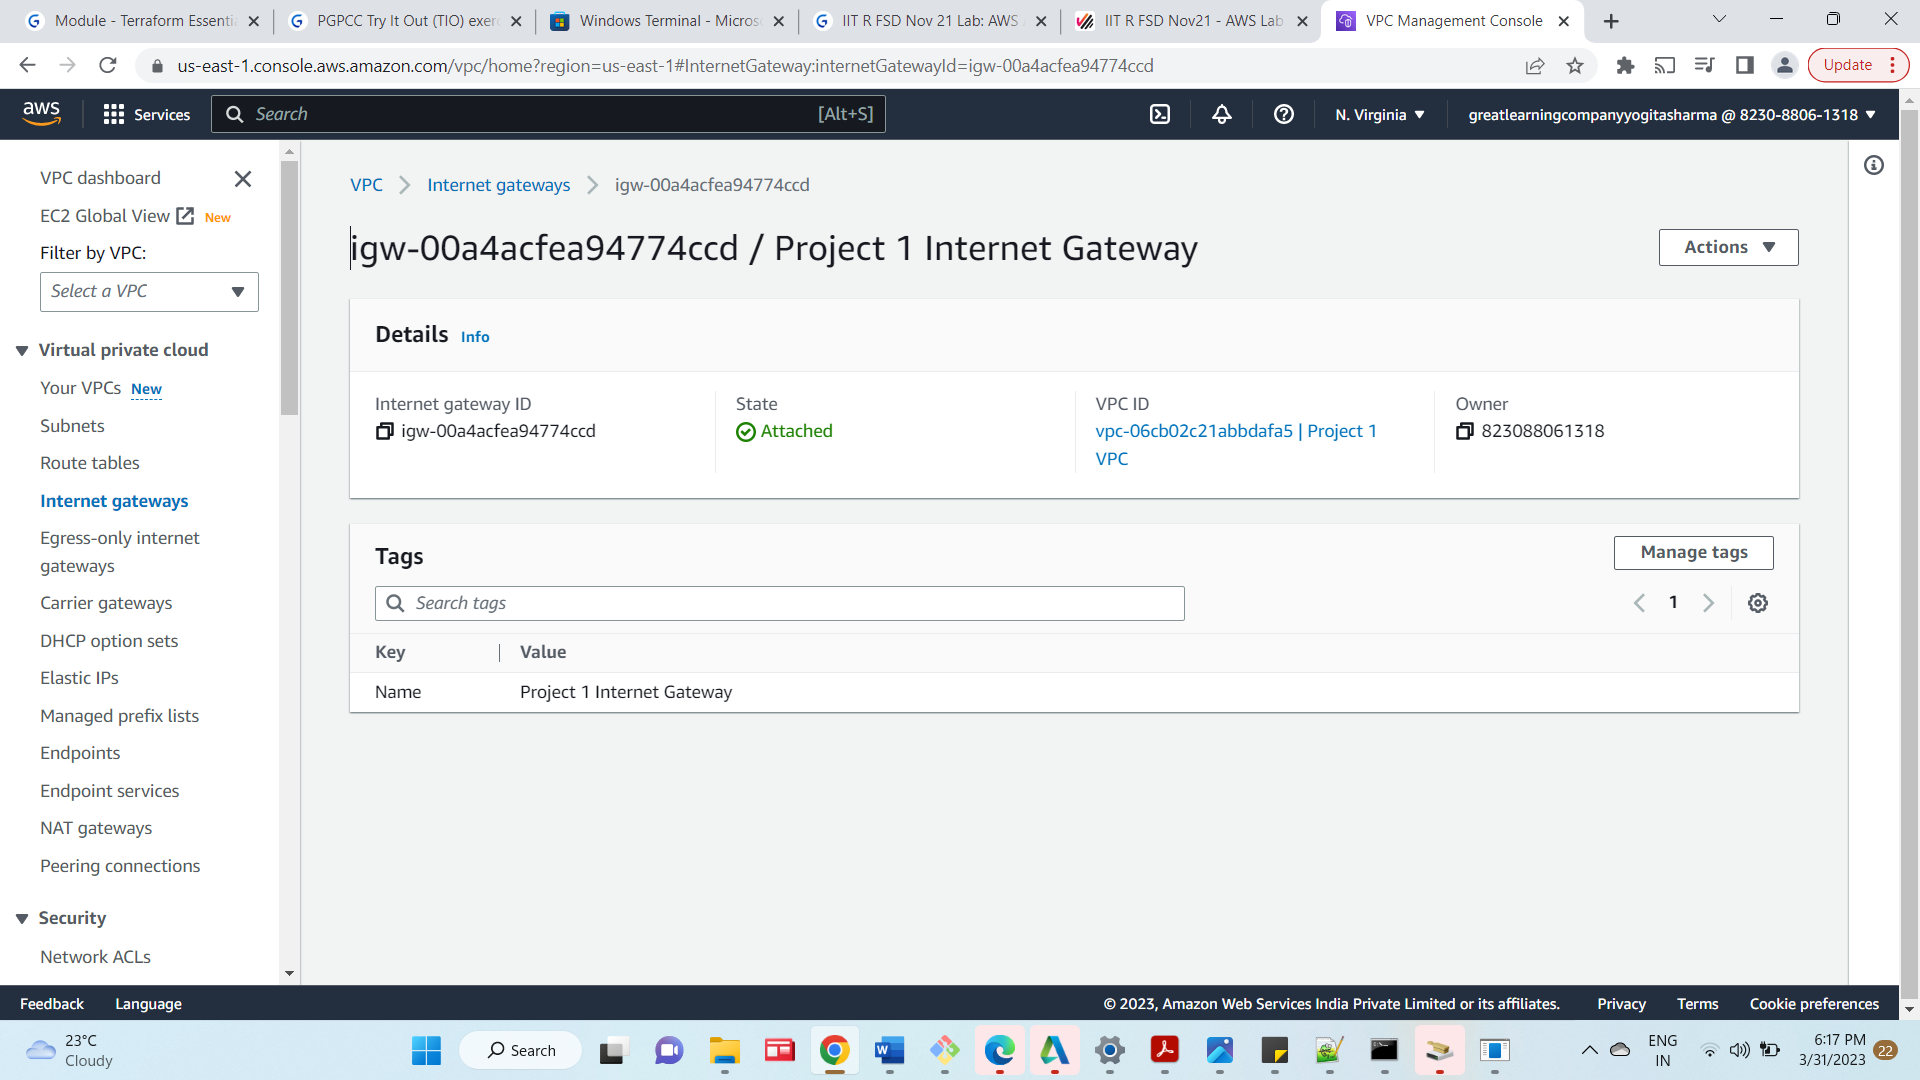 Module - Terraform Essenti
PGPCC Try It Out (TIO) exer
Windows Terminal - Micros
IIT R FSD Nov 21 Lab: AWS
IIT R FSD Nov21 - AWS Lab
VPC Management Console
us-east-1.console.aws.amazon.com/vpc/home?region=us-east-1#InternetGateway:internetGatewayId=igw-00a4acfea94774ccd
Update
aws
Services
Search
[Alt+S]
N. Virginia
greatlearningcompanyyogitasharma @ 8230-8806-1318
VPC dashboard
EC2 Global View New
Filter by VPC:
Select a VPC
Virtual private cloud
Your VPCs New
Subnets
Route tables
Internet gateways
Egress-only internet
gateways
Carrier gateways
DHCP option sets
Elastic IPs
Managed prefix lists
Endpoints
Endpoint services
NAT gateways
Peering connections
Security
Network ACLs
VPC
Internet gateways
igw-00a4acfea94774ccd
igw-00a4acfea94774ccd / Project 1 Internet Gateway
Actions
Details Info
Internet gateway ID
igw-00a4acfea94774ccd
State
Attached
VPC ID
vpc-06cb02c21abbdafa5 | Project 1
VPC
Owner
823088061318
Tags
Manage tags
Search tags
1
Key
Value
Name
Project 1 Internet Gateway
Feedback
Language
© 2023, Amazon Web Services India Private Limited or its affiliates.
Privacy
Terms
Cookie preferences
23°C
Cloudy
Search
ENG
IN
6:17 PM
3/31/2023
22